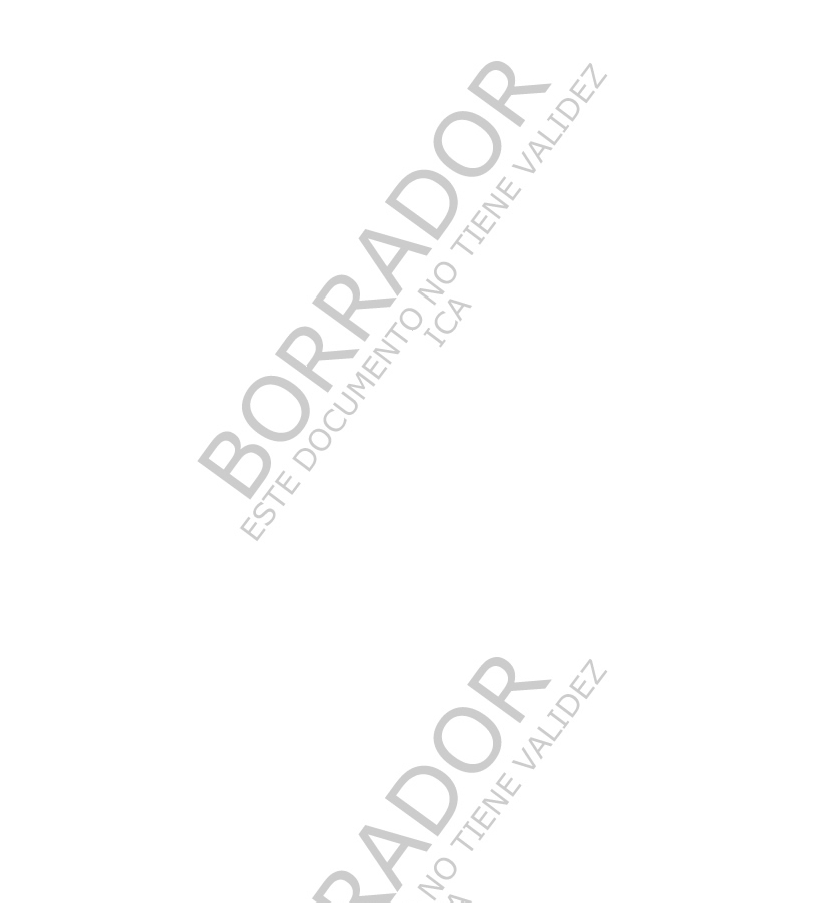 BORRADOR
ESTE DOCUMENTO NO TIENE VALIDEZ
ICA
RADOR
NO TIENE VALIDEZ